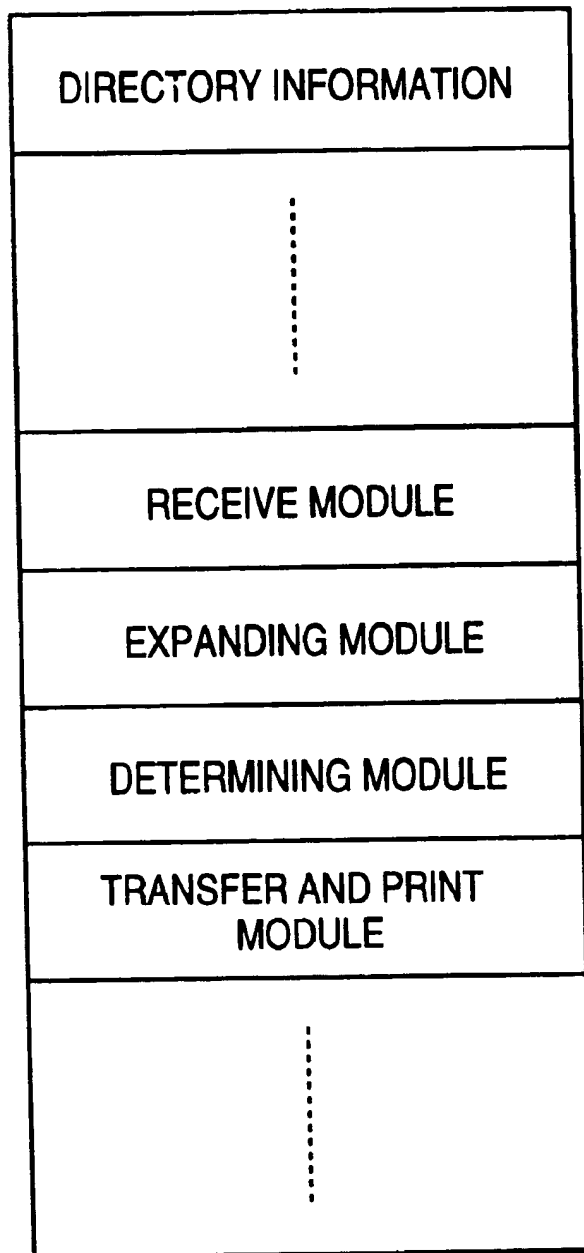 DIRECTORY INFORMATION
RECEIVE MODULE
EXPANDING MODULE
DETERMINING MODULE
TRANSFER AND PRINT
MODULE